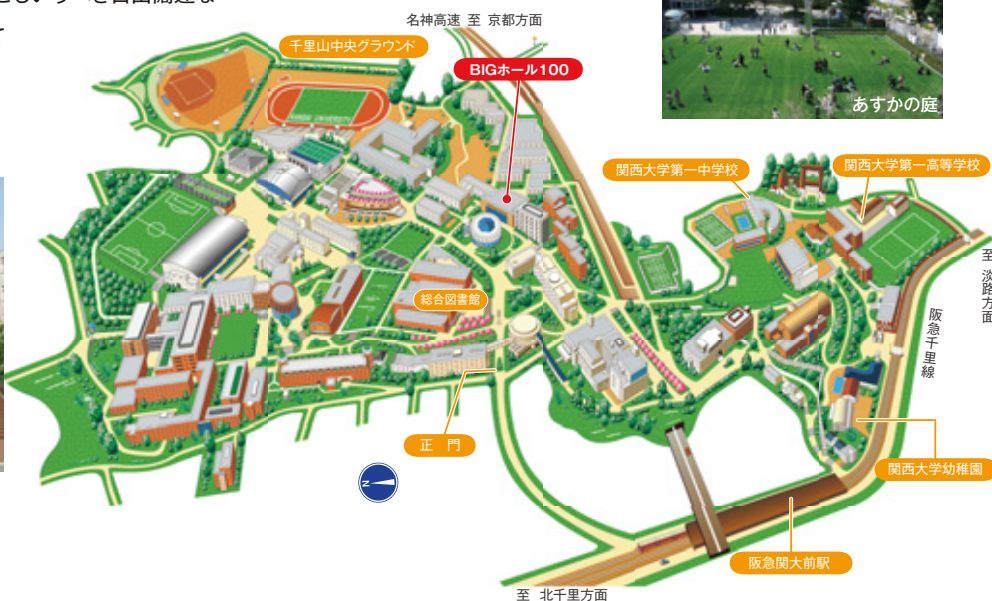 名神高速 至 京都方面
千里山中央グラウンド
BIGホール100
あすかの庭
関西大学第一中学校
関西大学第一高等学校
KANSAI UNIVERSITY
至 淡路方面
総合図書館
阪急千里線
正 門
N
関西大学幼稚園
阪急関大前駅
至 北千里方面